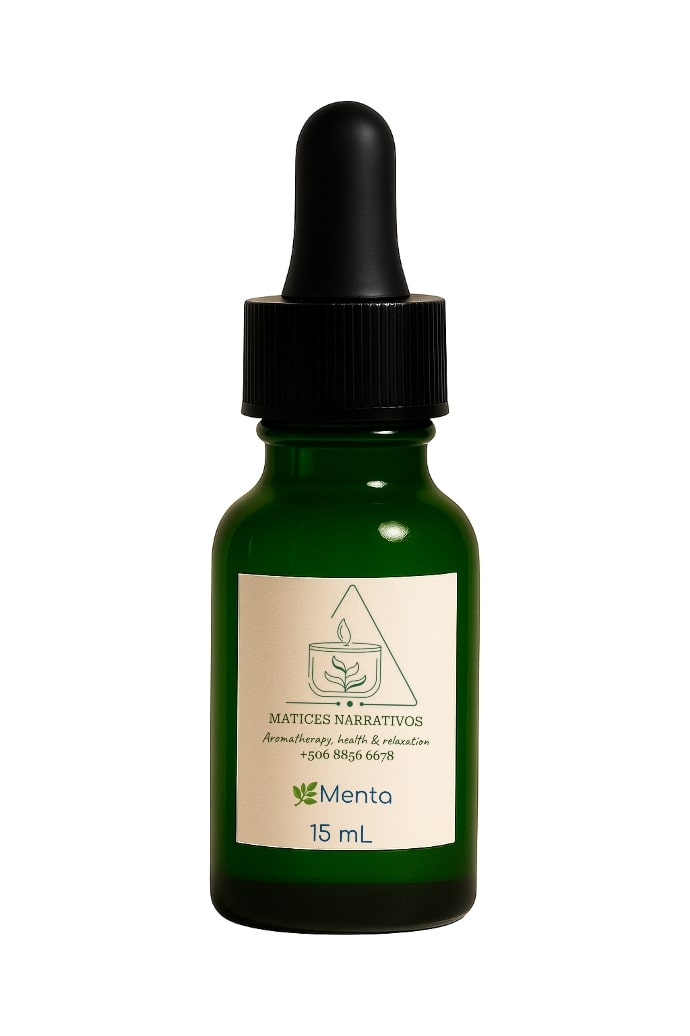 MATICES NARRATIVOS
Aromatherapy, health & relaxation
+506 8856 6678
Menta
15 mL